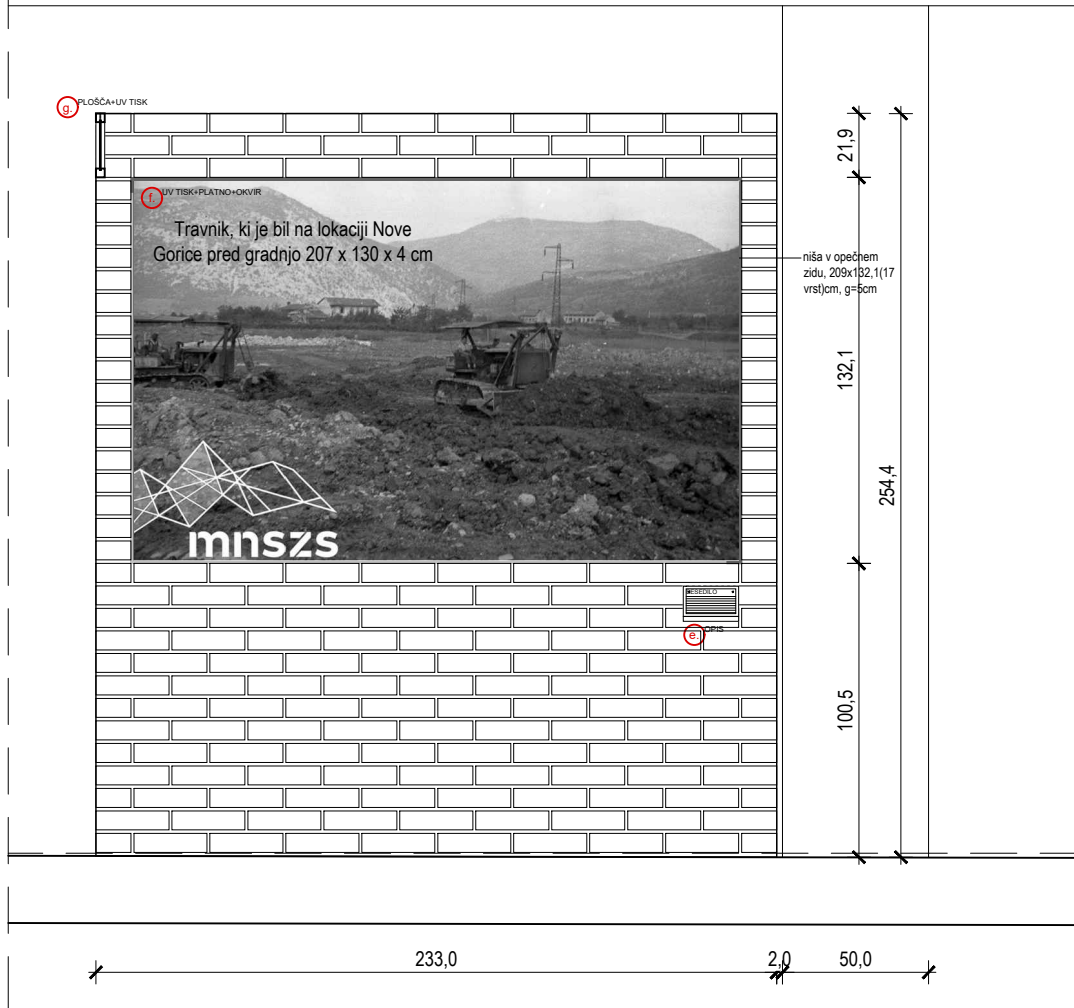 g.
PLOŠČA+UV TISK
f.
UV TISK+PLATNO+OKVIR
Travnik, ki je bil na lokaciji Nove
Gorice pred gradnjo 207 x 130 x 4 cm
niša v opečnem
zidu, 209x132,1(17
vrst)cm, g=5cm
21,9
132,1
254,4
100,5
mnszs
BESEDILO
e.
OPIS
233,0
2,0
50,0